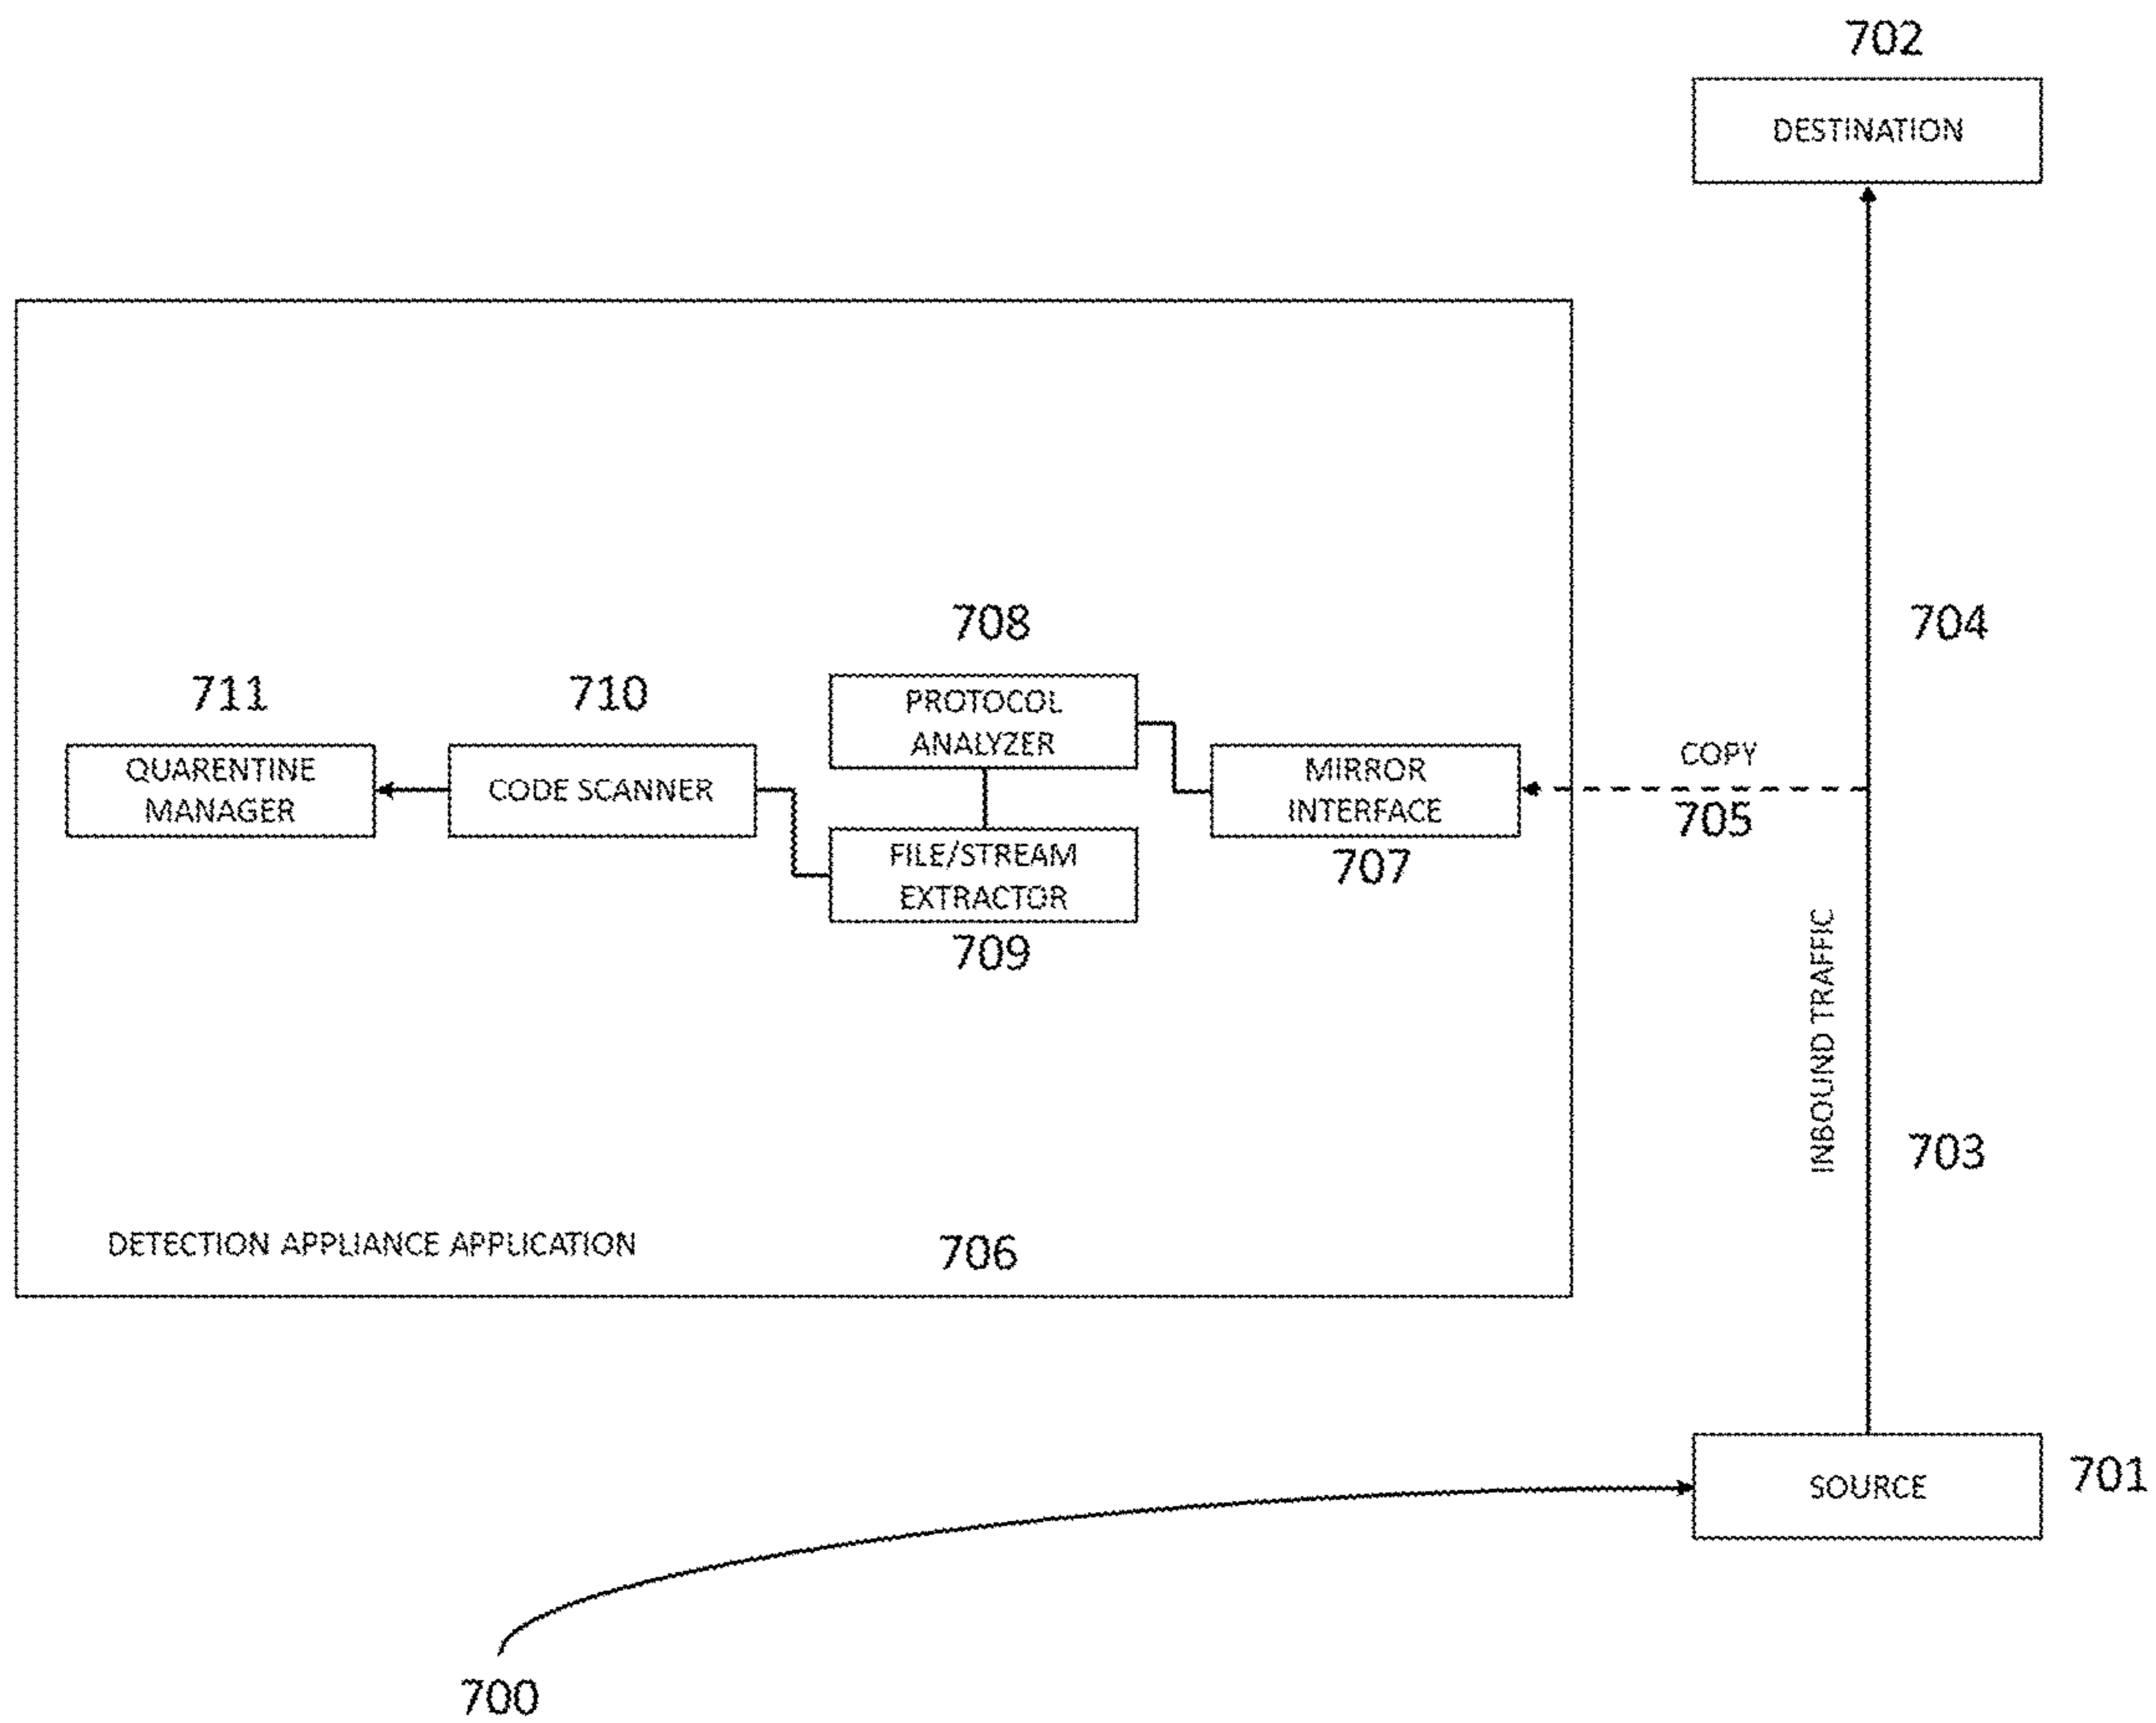 702
DESTINATION
704
708
711
710
PROTOCOL
ANALYZER
QUARENTINE
MANAGER
CODE SCANNER
MIRROR
INTERFACE
COPY
705
707
FILE/STREAM
EXTRACTOR
709
INBOUND TRAFFIC
703
DETECTION APPLIANCE APPLICATION
706
SOURCE
701
700